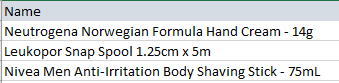 Name
Neutrogena Norwegian Formula Hand Cream - 14g
Leukopor Snap Spool 1.25cm x 5m
Nivea Men Anti-Irritation Body Shaving Stick - 75mL